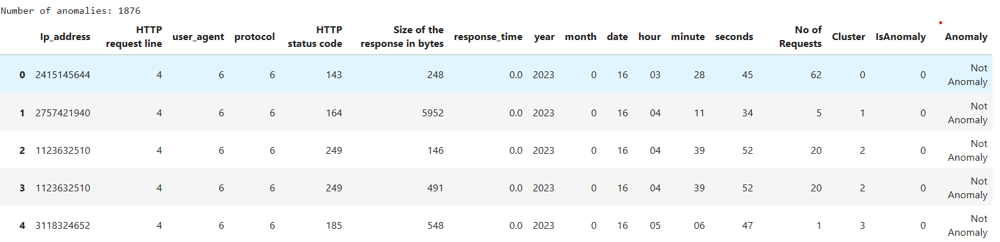 Number of anomalies: 1876
Ip_address HTTP request line user_agent protocol HTTP status code Size of the response in bytes response_time year month date hour minute seconds No of Requests Cluster IsAnomaly Anomaly
0 2415145644 4 6 6 143 248 0.0 2023 0 16 03 28 45 62 0 0 Not Anomaly
1 2757421940 4 6 6 164 5952 0.0 2023 0 16 04 11 34 5 1 0 Not Anomaly
2 1123632510 4 6 6 249 146 0.0 2023 0 16 04 39 52 20 2 0 Not Anomaly
3 1123632510 4 6 6 249 491 0.0 2023 0 16 04 39 52 20 2 0 Not Anomaly
4 3118324652 4 6 6 185 548 0.0 2023 0 16 05 06 47 1 3 0 Not Anomaly